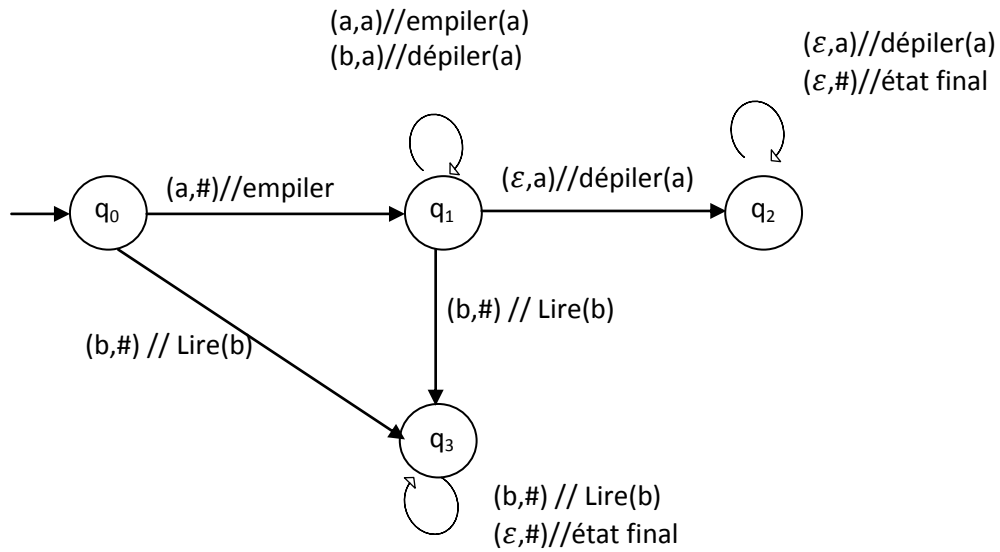 (a,a)//empiler(a)
(b,a)//dépiler(a)
(ε,a)//dépiler(a)
(ε,#)//état final
(a,#)//empiler
(ε,a)//dépiler(a)
q₀
q₁
q₂
(b,#) // Lire(b)
(b,#) // Lire(b)
q₃
(b,#) // Lire(b)
(ε,#)//état final